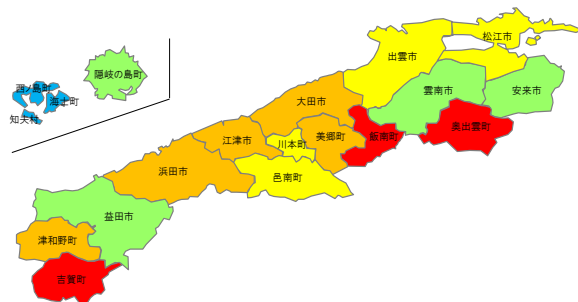 松江市
出雲市
隠岐の島町
西ノ島町
海士町
知夫村
雲南市
安来市
大田市
奥出雲町
飯南町
美郷町
川本町
江津市
浜田市
邑南町
益田市
津和野町
吉賀町